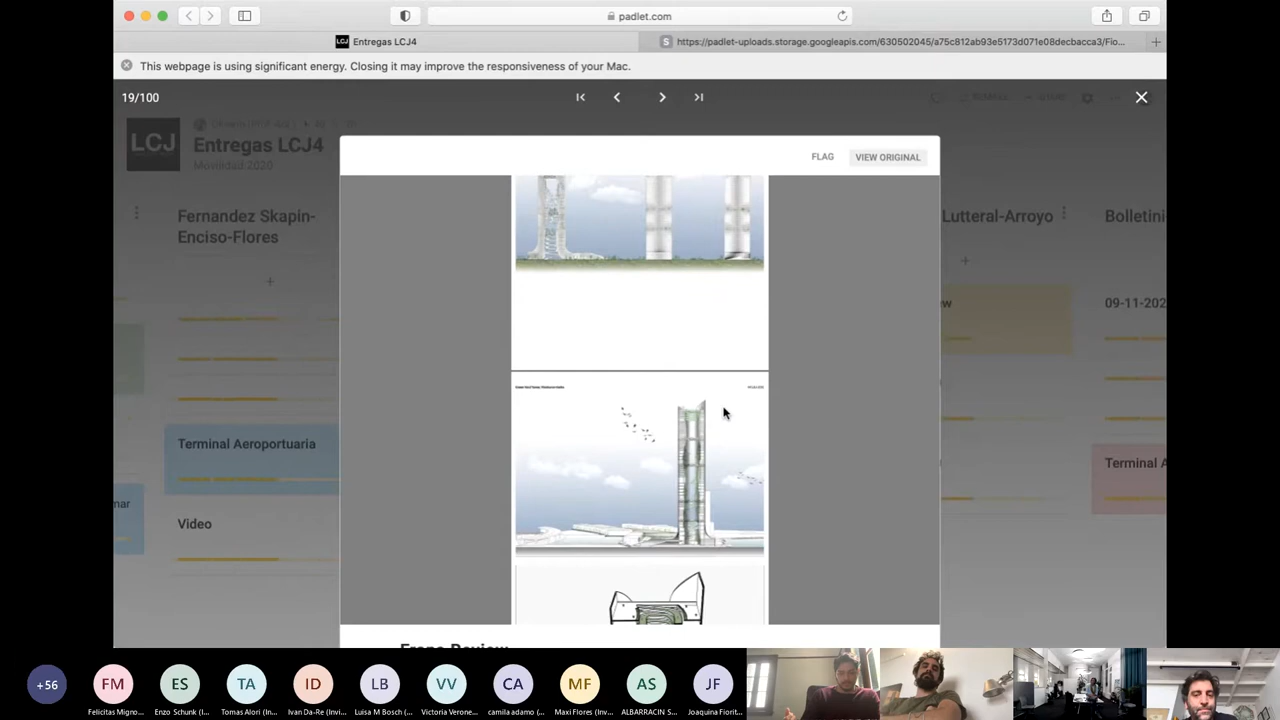 padlet.com
LCJ Entregas LCJ4
S https://padlet-uploads.storage.googleapis.com/630502045/a75c812ab93e5173d071e08decbacca3/Fio...
This webpage is using significant energy. Closing it may improve the responsiveness of your Mac.
19/100
LCJ
Entregas LCJ4
Movilidad 2020
FLAG
VIEW ORIGINAL
Fernandez Skapin-
Enciso-Flores
Lutteral-Arroyo
Bolletini
09-11-202
Terminal Aeroportuaria
Terminal A
mar
Video
+56
FM
ES
TA
ID
LB
VV
CA
MF
AS
JF
Felicitas Migno...
Enzo Schunk (I...
Tomas Alori (In...
Ivan Da-Re (Invi...
Luisa M Bosch (...
Victoria Verone...
camila adamo (...
Maxi Flores (Inv...
ALBARRACIN S...
Joaquina Fiorit...